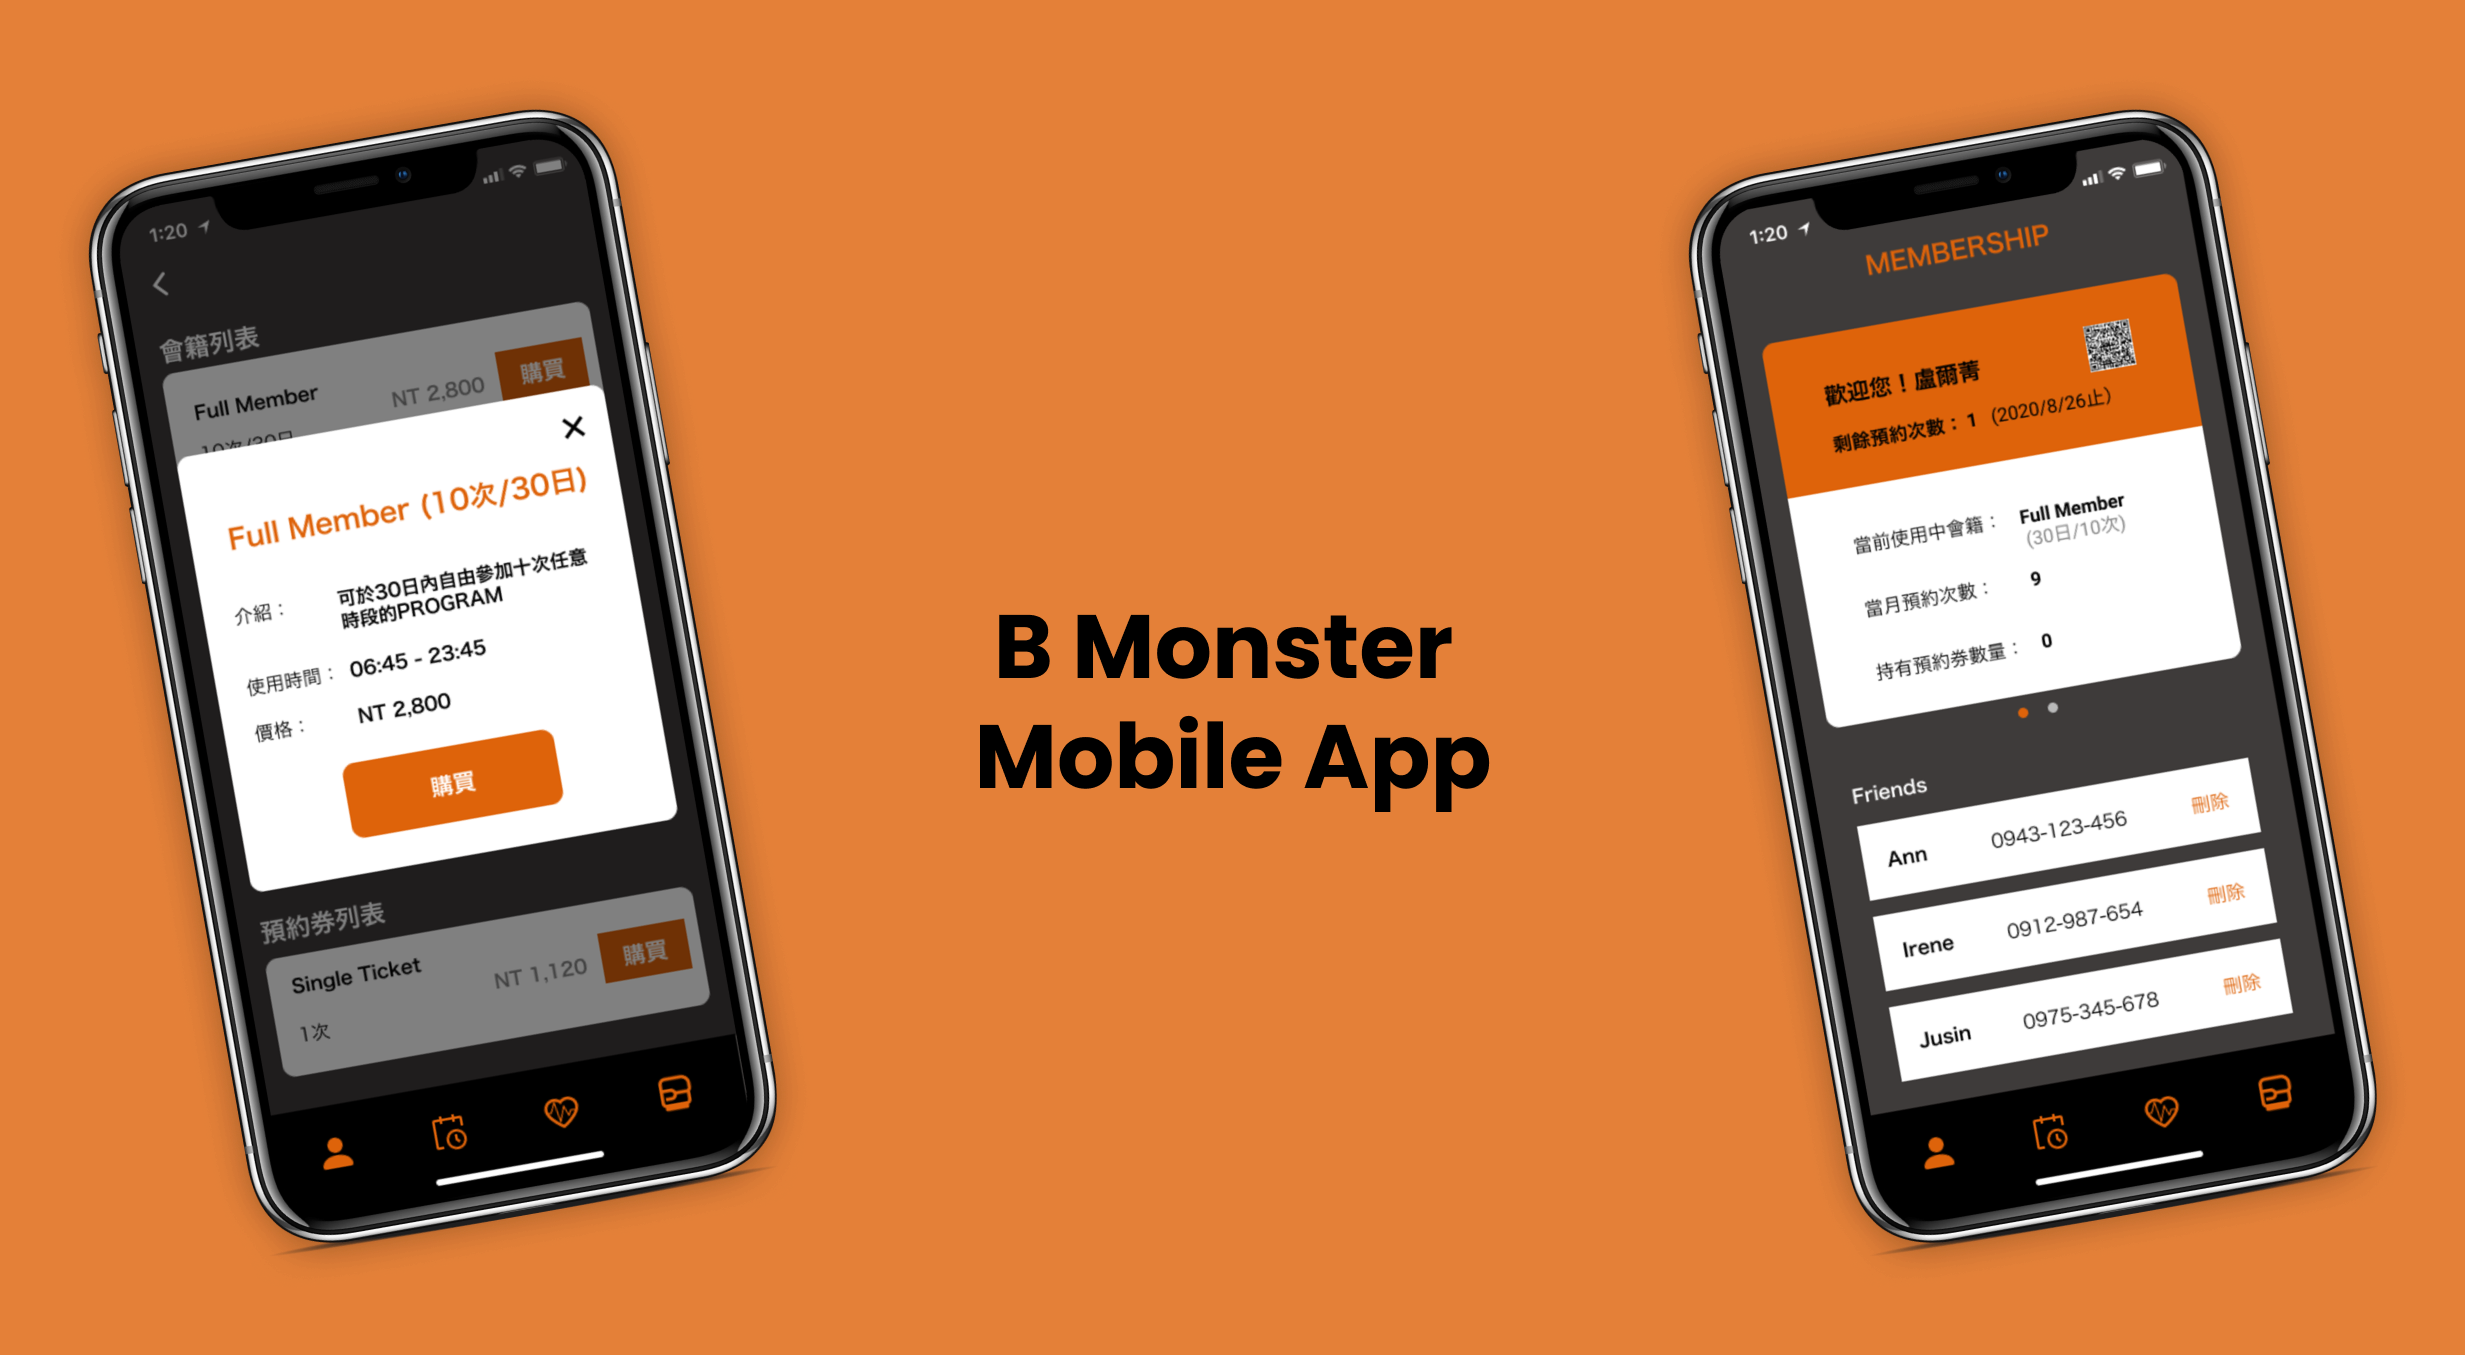 1:20
會籍列表
Full Member
NT 2,800
購買
10次/30日
Full Member (10次/30日)
介紹：
可於30日內自由參加十次任意
時段的PROGRAM
使用時間：
06:45 - 23:45
價格：
NT 2,800
購買
預約券列表
Single Ticket
NT 1,120
購買
1次
B Monster
Mobile App
1:20
MEMBERSHIP
歡迎您！盧爾菁
剩餘預約次數：1 (2020/8/26止)
當前使用中會籍：
Full Member
(30日/10次)
當月預約次數：
9
持有預約券數量：
0
Friends
Ann
0943-123-456
刪除
Irene
0912-987-654
刪除
Jusin
0975-345-678
刪除